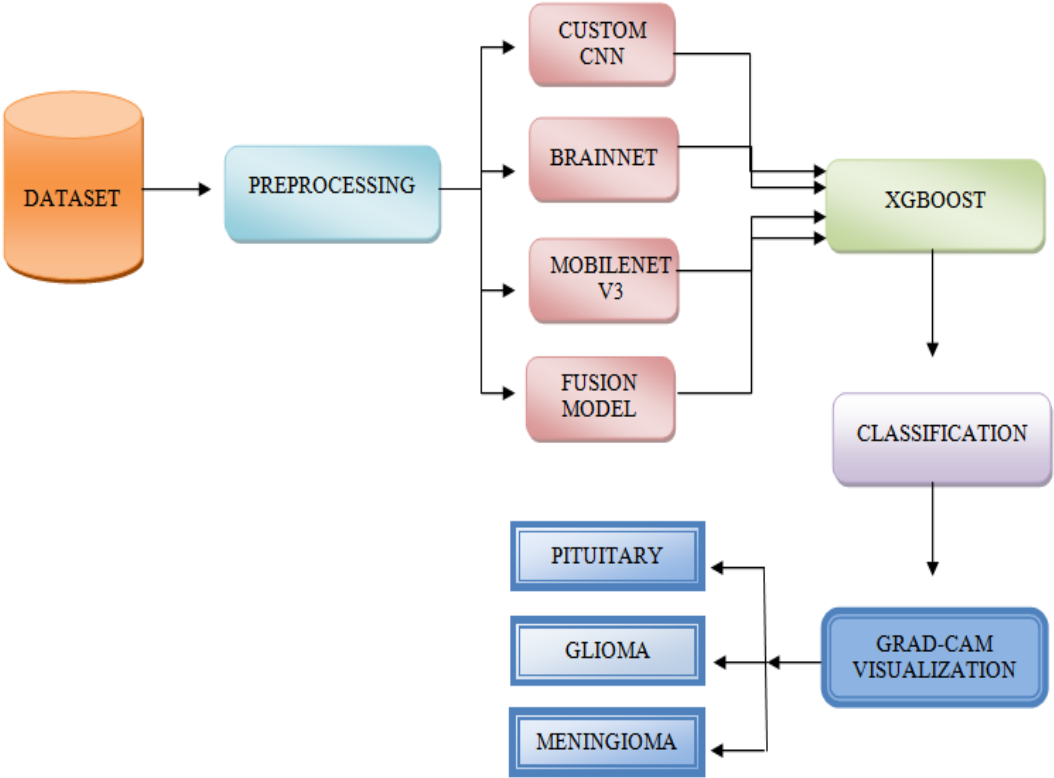 DATASET
PREPROCESSING
CUSTOM
CNN
BRAINNET
MOBILENET
V3
FUSION
MODEL
XGBOOST
CLASSIFICATION
GRAD-CAM
VISUALIZATION
PITUITARY
GLIOMA
MENINGIOMA